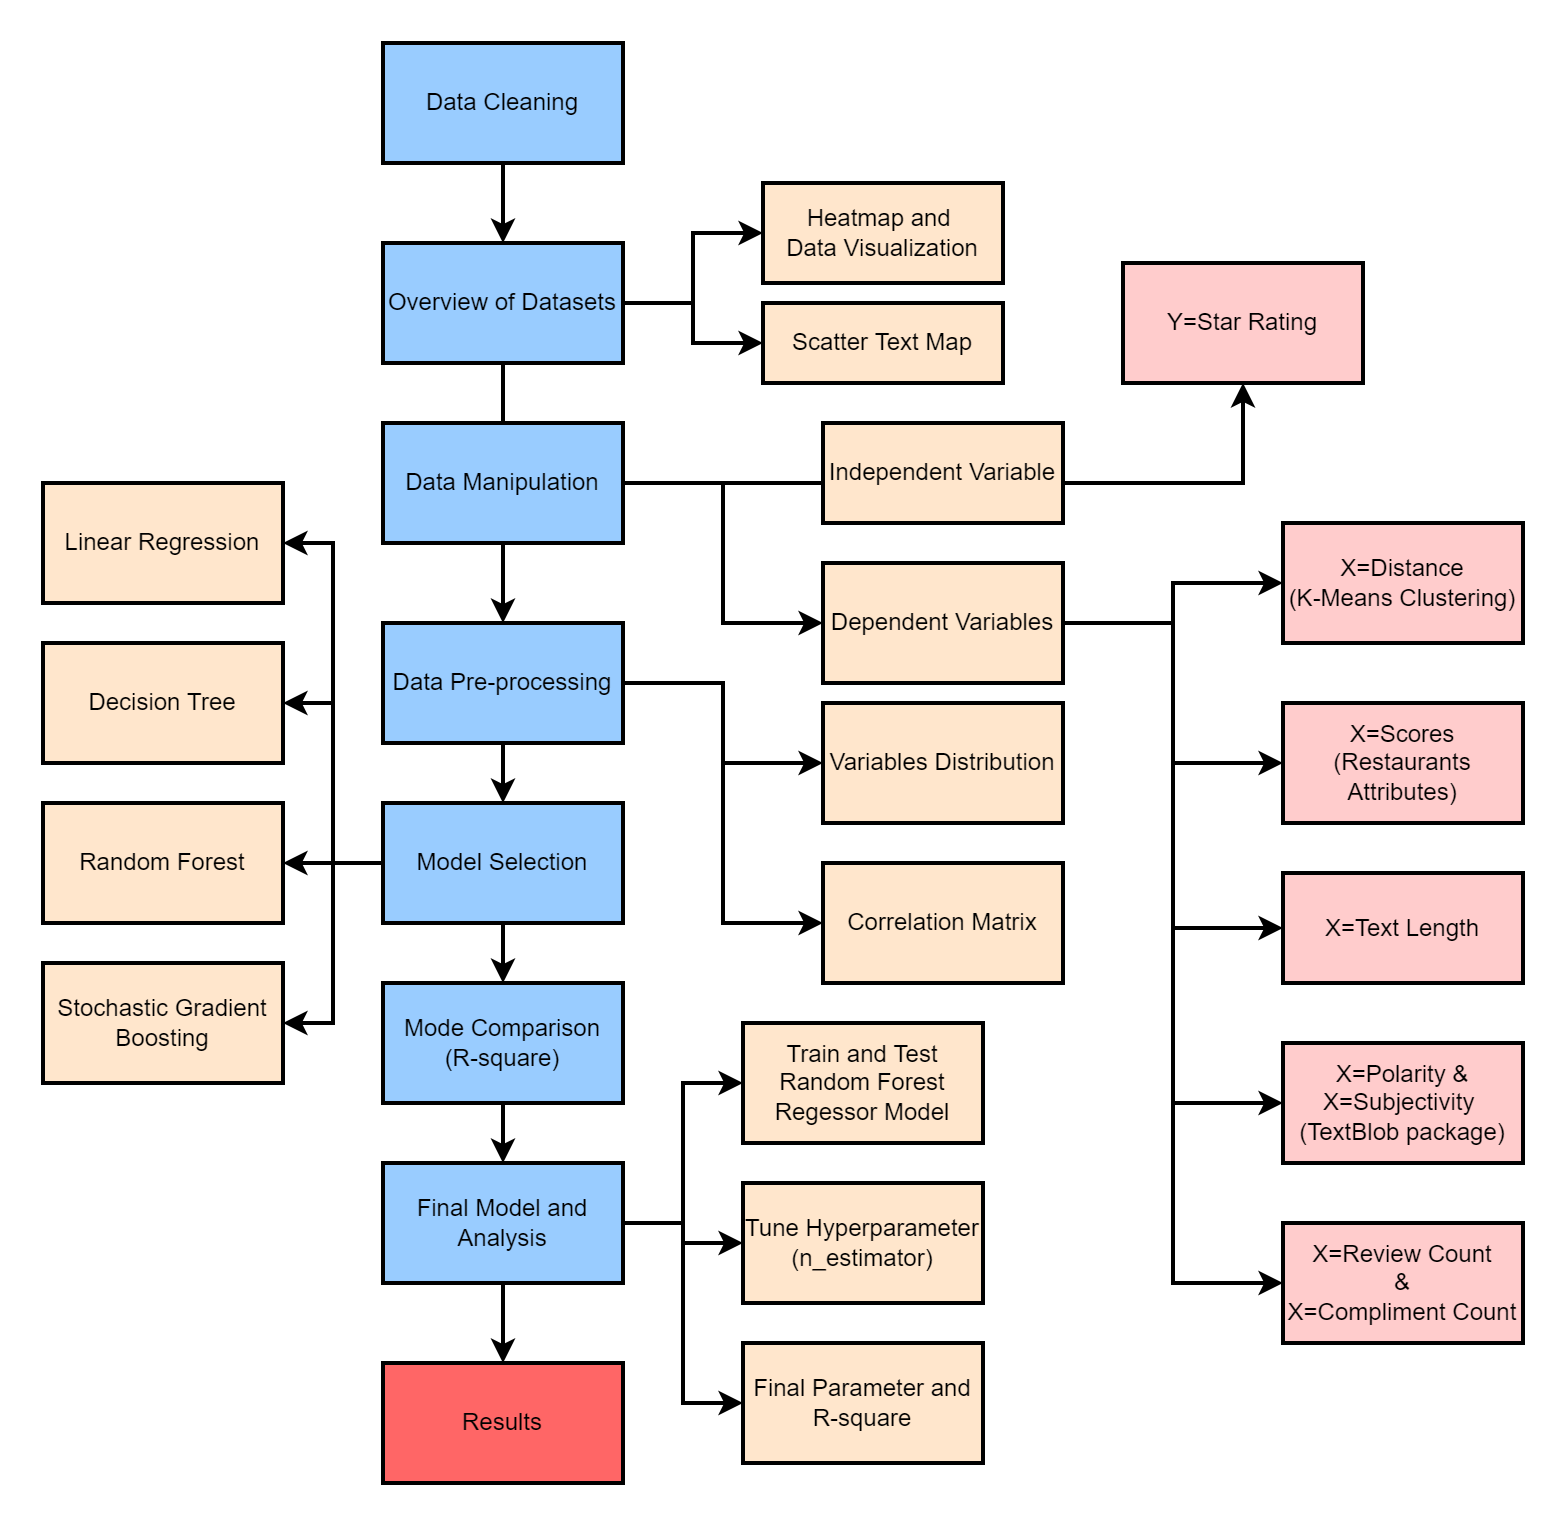 Data Cleaning
Overview of Datasets
Heatmap and
Data Visualization
Scatter Text Map
Y=Star Rating
Data Manipulation
Independent Variable
Dependent Variables
Linear Regression
Decision Tree
Random Forest
Stochastic Gradient
Boosting
Data Pre-processing
Variables Distribution
Correlation Matrix
X=Distance
(K-Means Clustering)
X=Scores
(Restaurants
Attributes)
X=Text Length
X=Polarity &
X=Subjectivity
(TextBlob package)
X=Review Count
&
X=Compliment Count
Model Selection
Mode Comparison
(R-square)
Final Model and
Analysis
Train and Test
Random Forest
Regessor Model
Tune Hyperparameter
(n_estimator)
Final Parameter and
R-square
Results